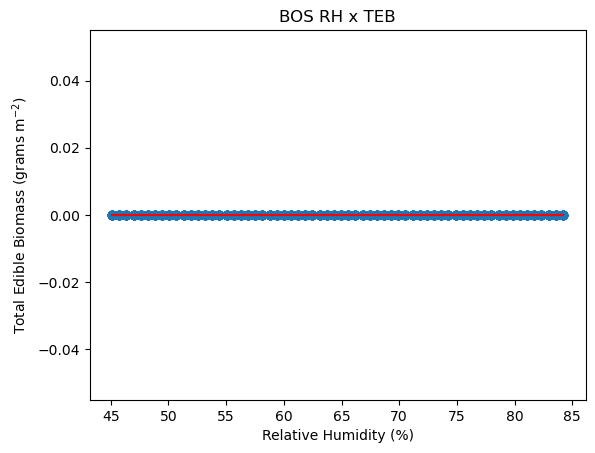 BOS RH x TEB
Total Edible Biomass (grams m⁻²)
0.04
0.02
0.00
−0.02
−0.04
45 50 55 60 65 70 75 80 85
Relative Humidity (%)